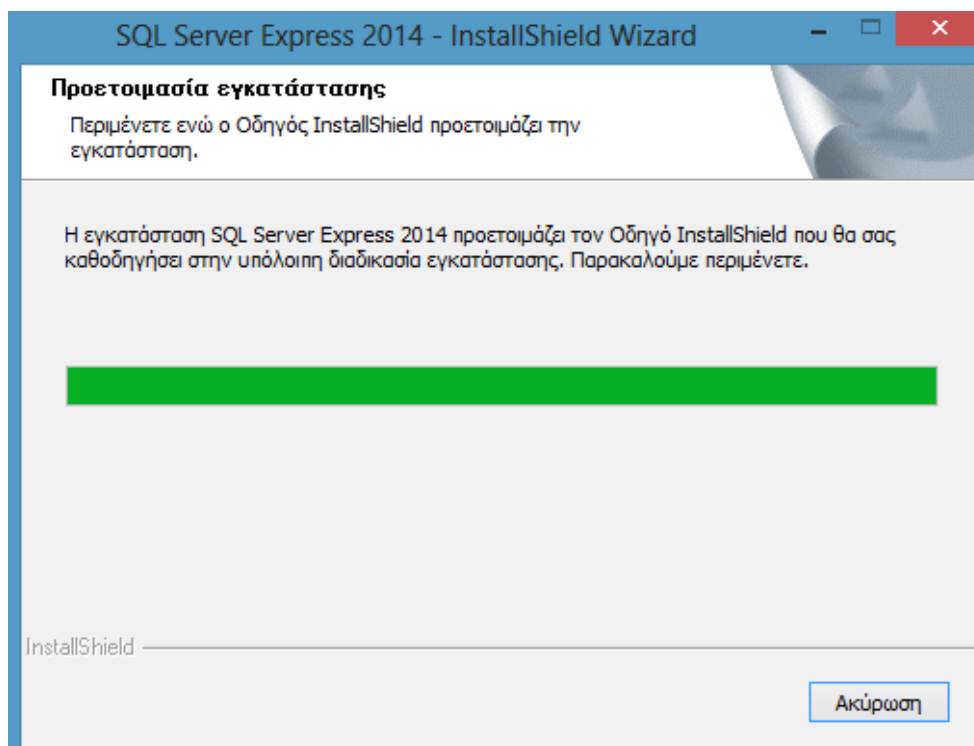 SQL Server Express 2014 - InstallShield Wizard
Προετοιμασία εγκατάστασης
Περιμένετε ενώ ο Οδηγός InstallShield προετοιμάζει την
εγκατάσταση.
Η εγκατάσταση SQL Server Express 2014 προετοιμάζει τον Οδηγό InstallShield που θα σας
καθοδηγήσει στην υπόλοιπη διαδικασία εγκατάστασης. Παρακαλούμε περιμένετε.
InstallShield
Ακύρωση